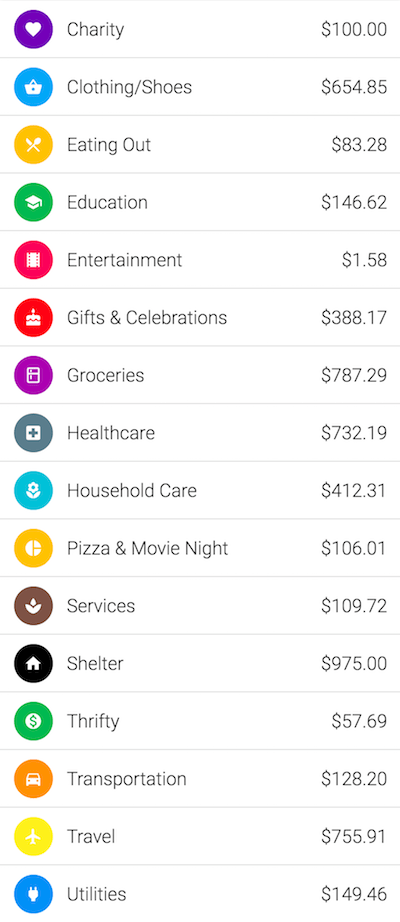 Charity $100.00
Clothing/Shoes $654.85
Eating Out $83.28
Education $146.62
Entertainment $1.58
Gifts & Celebrations $388.17
Groceries $787.29
Healthcare $732.19
Household Care $412.31
Pizza & Movie Night $106.01
Services $109.72
Shelter $975.00
Thrifty $57.69
Transportation $128.20
Travel $755.91
Utilities $149.46